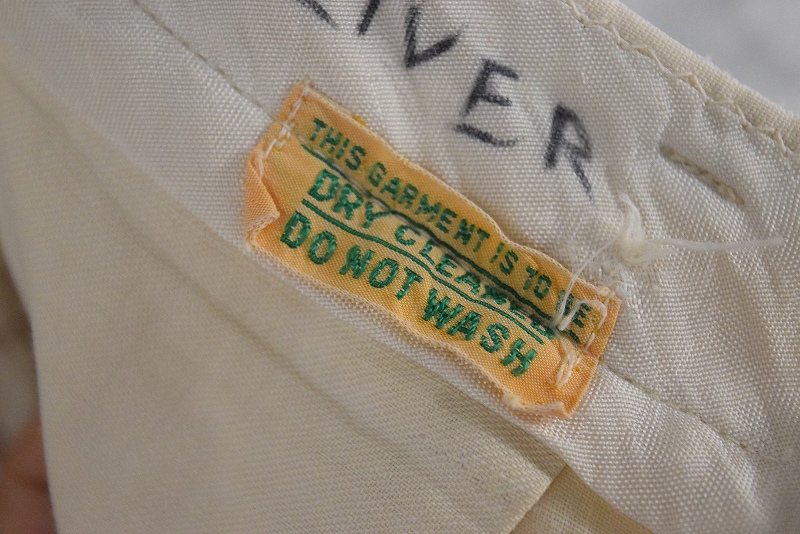 IVER
THIS GARMENT IS TO BE
DRY CLEANED
DO NOT WASH